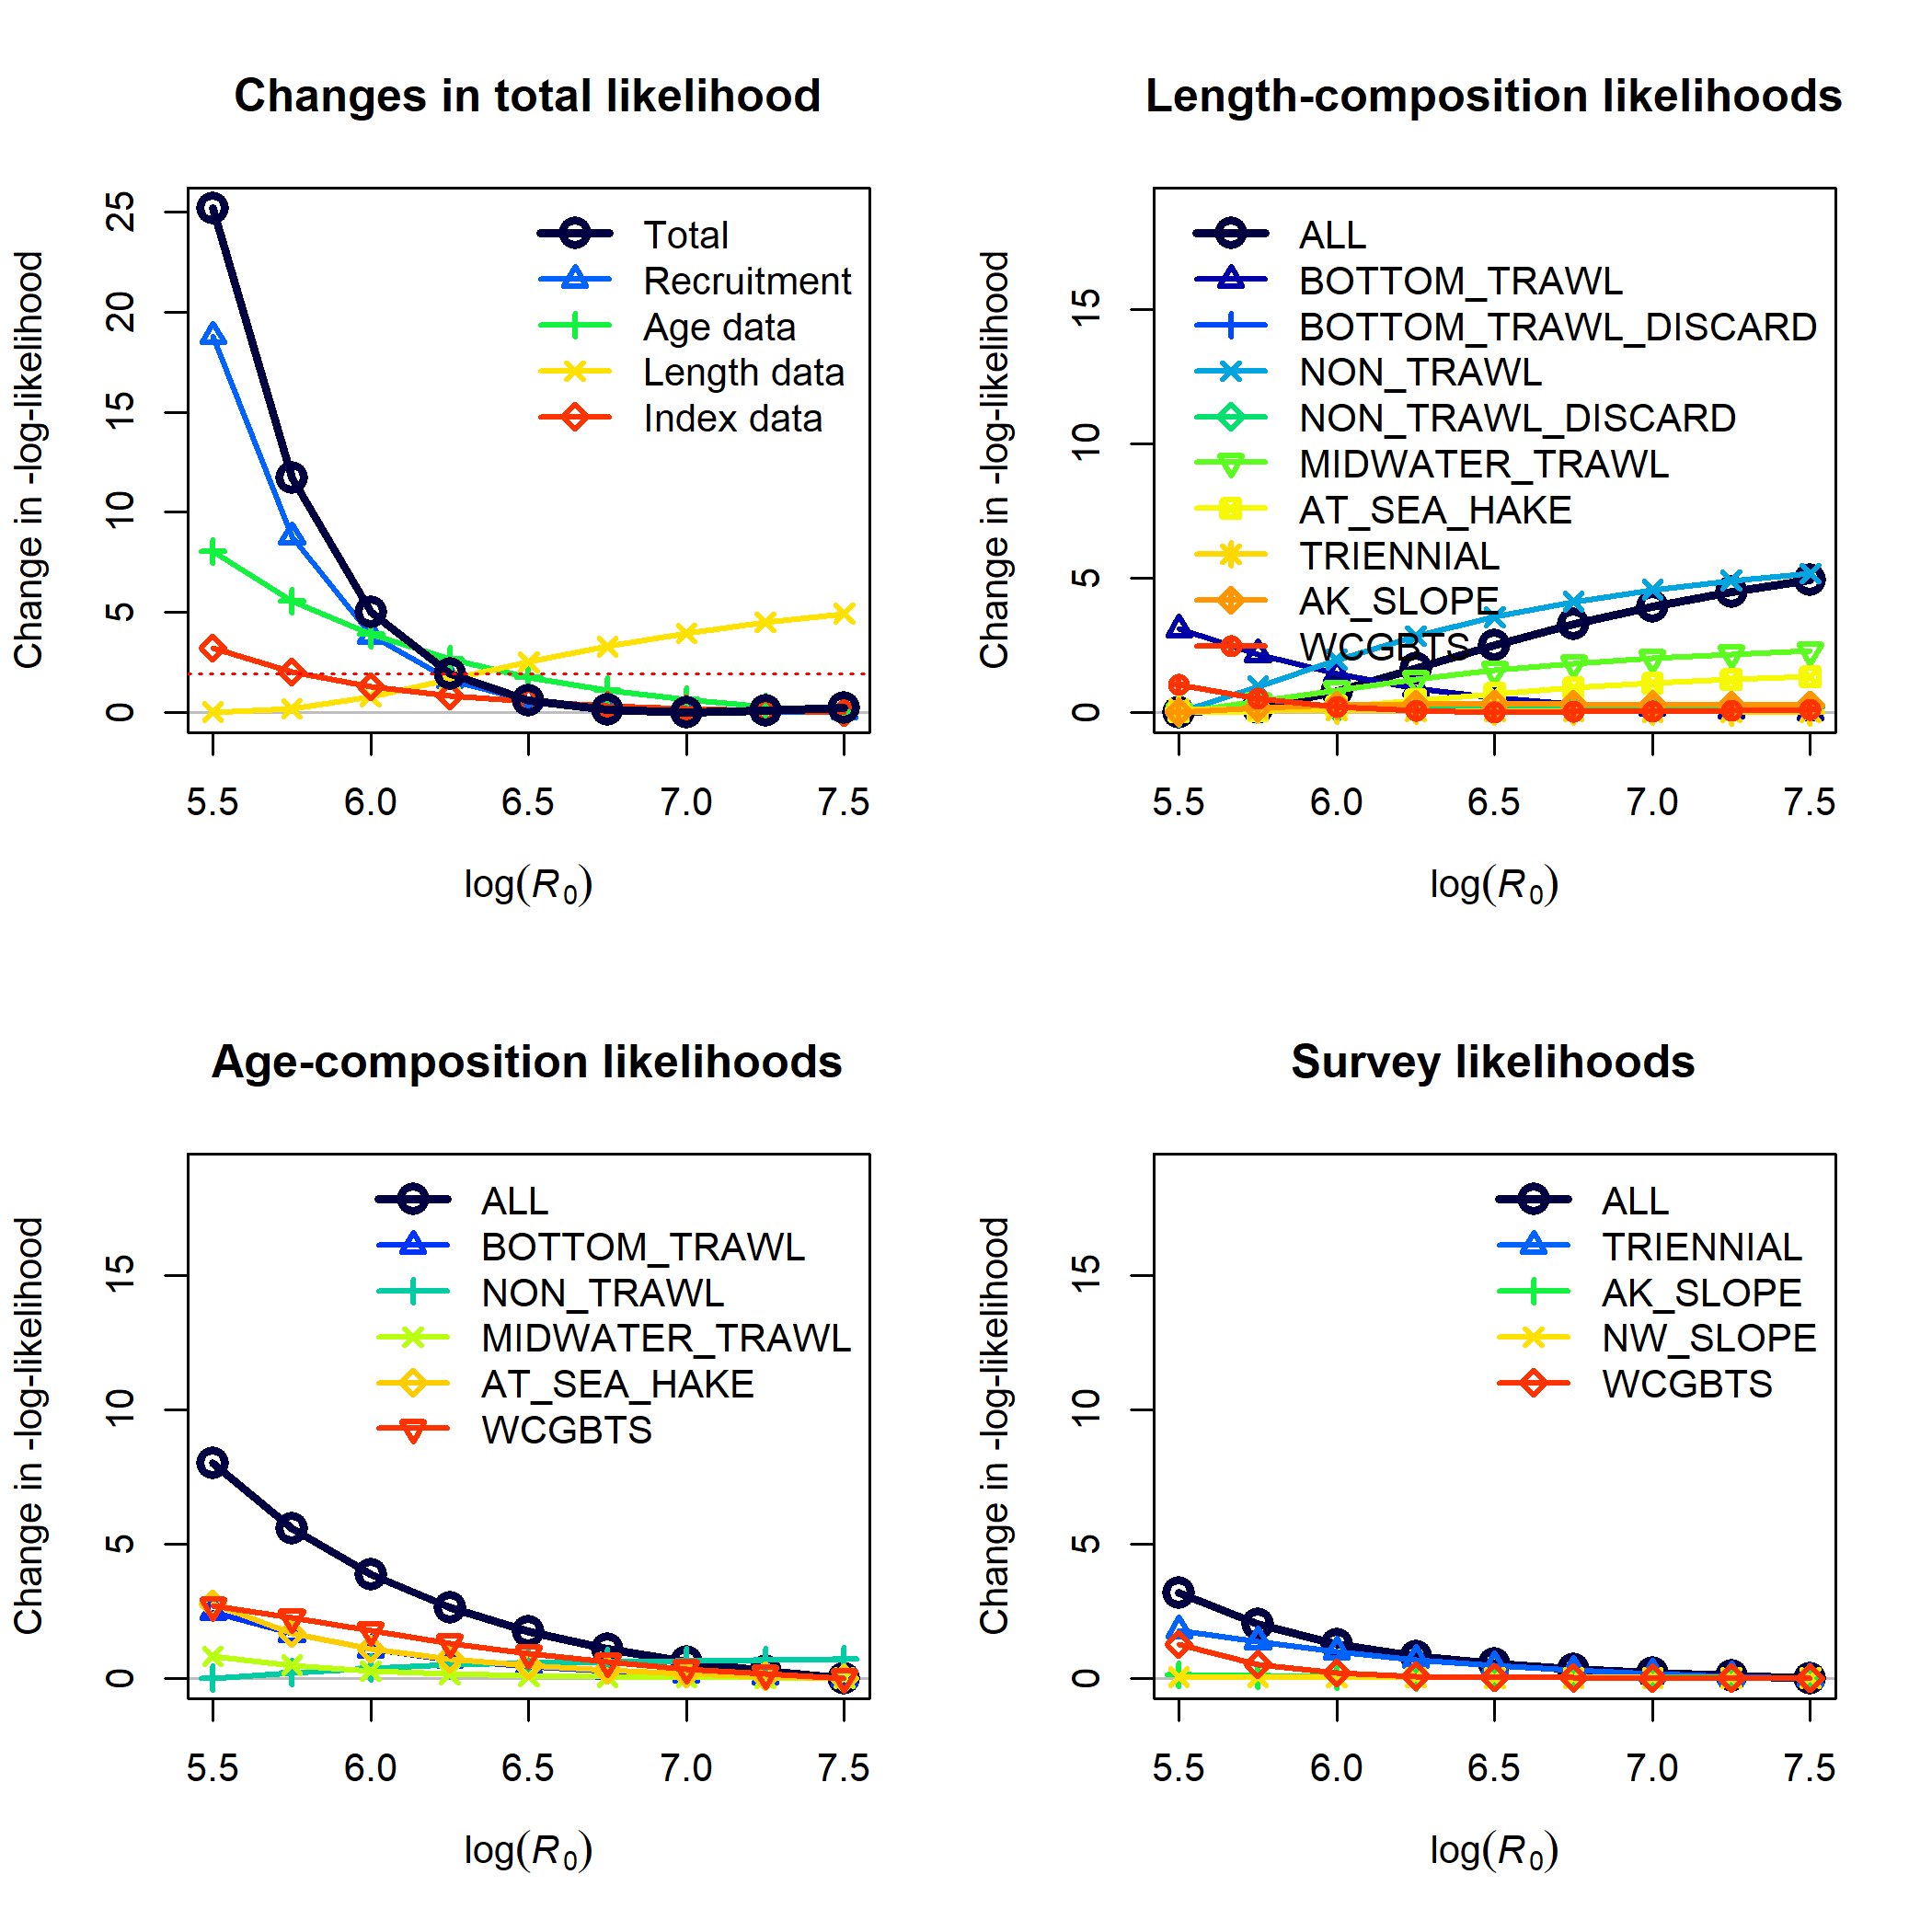 Changes in total likelihood
Change in -log-likelihood
25
20
15
10
5
0
Total
Recruitment
Age data
Length data
Index data
5.5 6.0 6.5 7.0 7.5
log(R0)
Length-composition likelihoods
Change in -log-likelihood
15
10
5
0
ALL
BOTTOM_TRAWL
BOTTOM_TRAWL_DISCARD
NON_TRAWL
NON_TRAWL_DISCARD
MIDWATER_TRAWL
AT_SEA_HAKE
TRIENNIAL
AK_SLOPE
WCGBTS
5.5 6.0 6.5 7.0 7.5
log(R0)
Age-composition likelihoods
Change in -log-likelihood
15
10
5
0
ALL
BOTTOM_TRAWL
NON_TRAWL
MIDWATER_TRAWL
AT_SEA_HAKE
WCGBTS
5.5 6.0 6.5 7.0 7.5
log(R0)
Survey likelihoods
Change in -log-likelihood
15
10
5
0
ALL
TRIENNIAL
AK_SLOPE
NW_SLOPE
WCGBTS
5.5 6.0 6.5 7.0 7.5
log(R0)